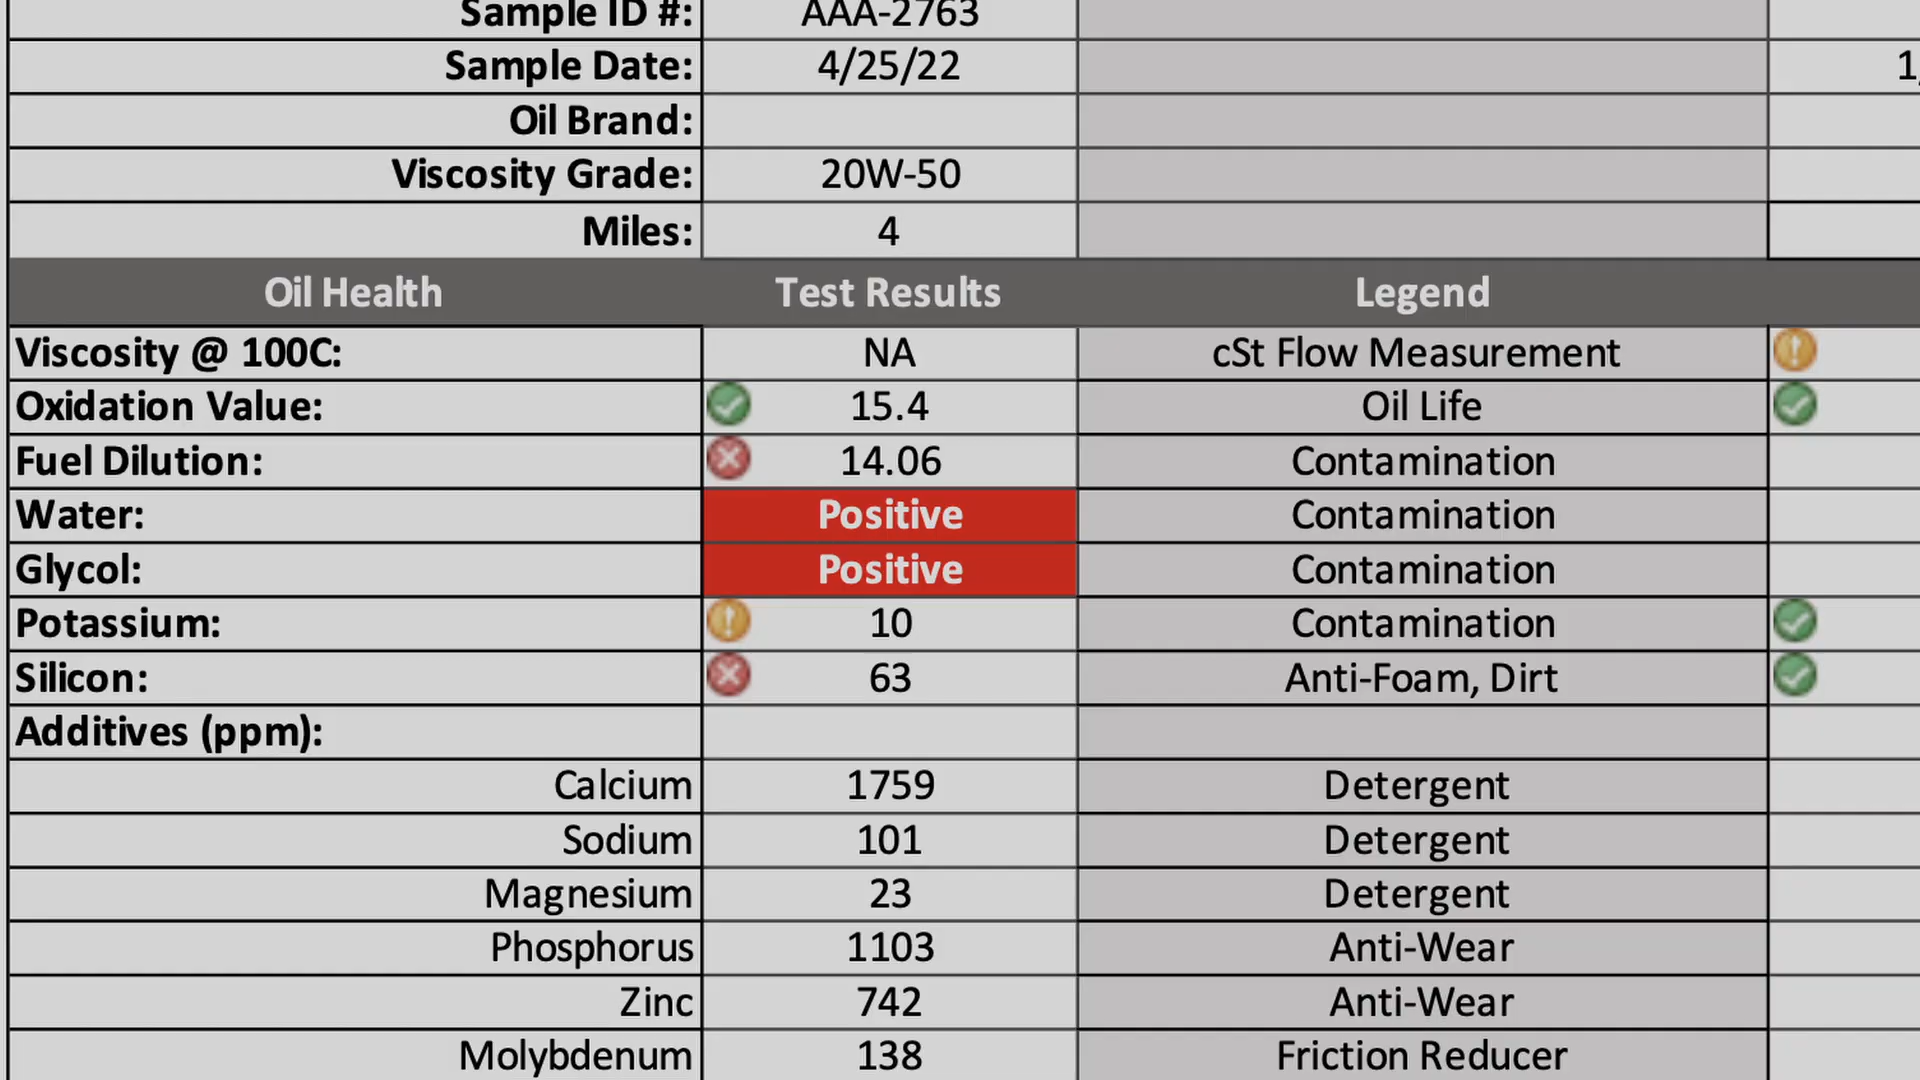 Sample ID #: AAA-2763
Sample Date: 4/25/22 1,
Oil Brand:
Viscosity Grade: 20W-50
Miles: 4
Oil Health Test Results Legend
Viscosity @ 100C: NA cSt Flow Measurement
Oxidation Value: 15.4 Oil Life
Fuel Dilution: 14.06 Contamination
Water: Positive Contamination
Glycol: Positive Contamination
Potassium: 10 Contamination
Silicon: 63 Anti-Foam, Dirt
Additives (ppm):
Calcium 1759 Detergent
Sodium 101 Detergent
Magnesium 23 Detergent
Phosphorus 1103 Anti-Wear
Zinc 742 Anti-Wear
Molybdenum 138 Friction Reducer